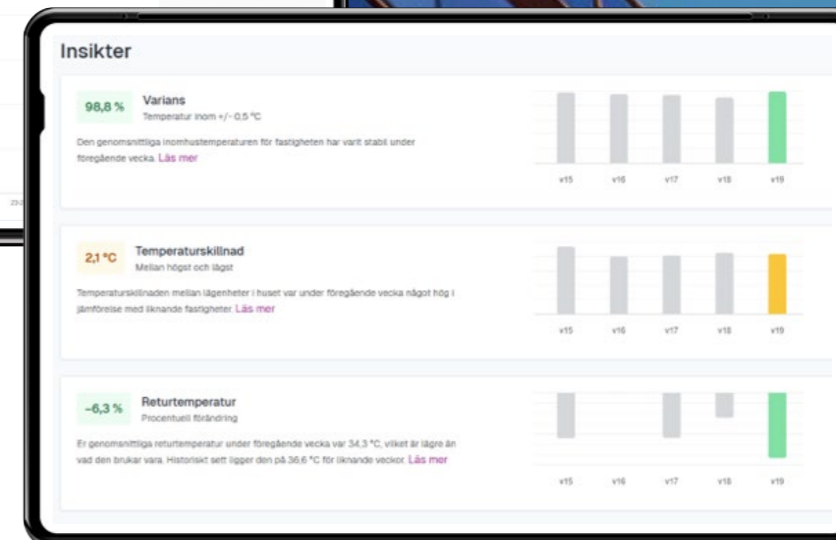 Insikter
98,8 %
Varians
Temperatur inom +/- 0,5 °C
Den genomsnittliga inomhustemperaturen för fastigheten har varit stabil under
föregående vecka. Läs mer
v15 v16 v17 v18 v19
2,1 °C
Temperaturskillnad
Mellan högst och lägst
Temperaturskillnaden mellan lägenheter i huset var under föregående vecka något hög i
jämförelse med liknande fastigheter. Läs mer
v15 v16 v17 v18 v19
-6,3 %
Returtemperatur
Procentuell förändring
Er genomsnittliga returtemperatur under föregående vecka var 34,3 °C, vilket är lägre än
vad den brukar vara. Historiskt sett ligger den på 36,6 °C för liknande veckor. Läs mer
v15 v16 v17 v18 v19